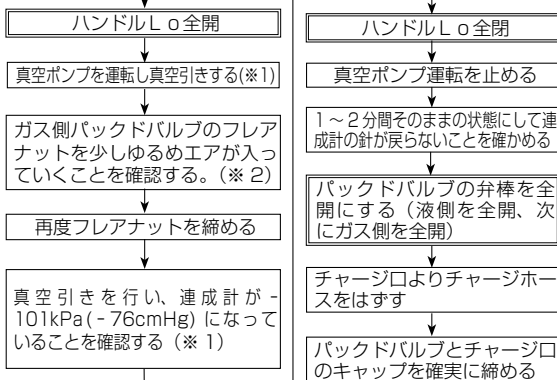 ハンドルLo全開
真空ポンプを運転し真空引きする(※1)
ガス側パックドバルブのフレア
ナットを少しゆるめエアが入っ
ていくことを確認する。(※2)
再度フレアナットを締める
真空引きを行い、連成計が-
101kPa(-76cmHg)になって
いることを確認する(※1)
ハンドルLo全閉
真空ポンプ運転を止める
1～2分間そのままの状態にして連
成計の針が戻らないことを確かめる
パックドバルブの弁棒を全
開にする(液側を全開、次
にガス側を全開)
チャージ口よりチャージホー
スをはずす
パックドバルブとチャージ口
のキャップを確実に締める